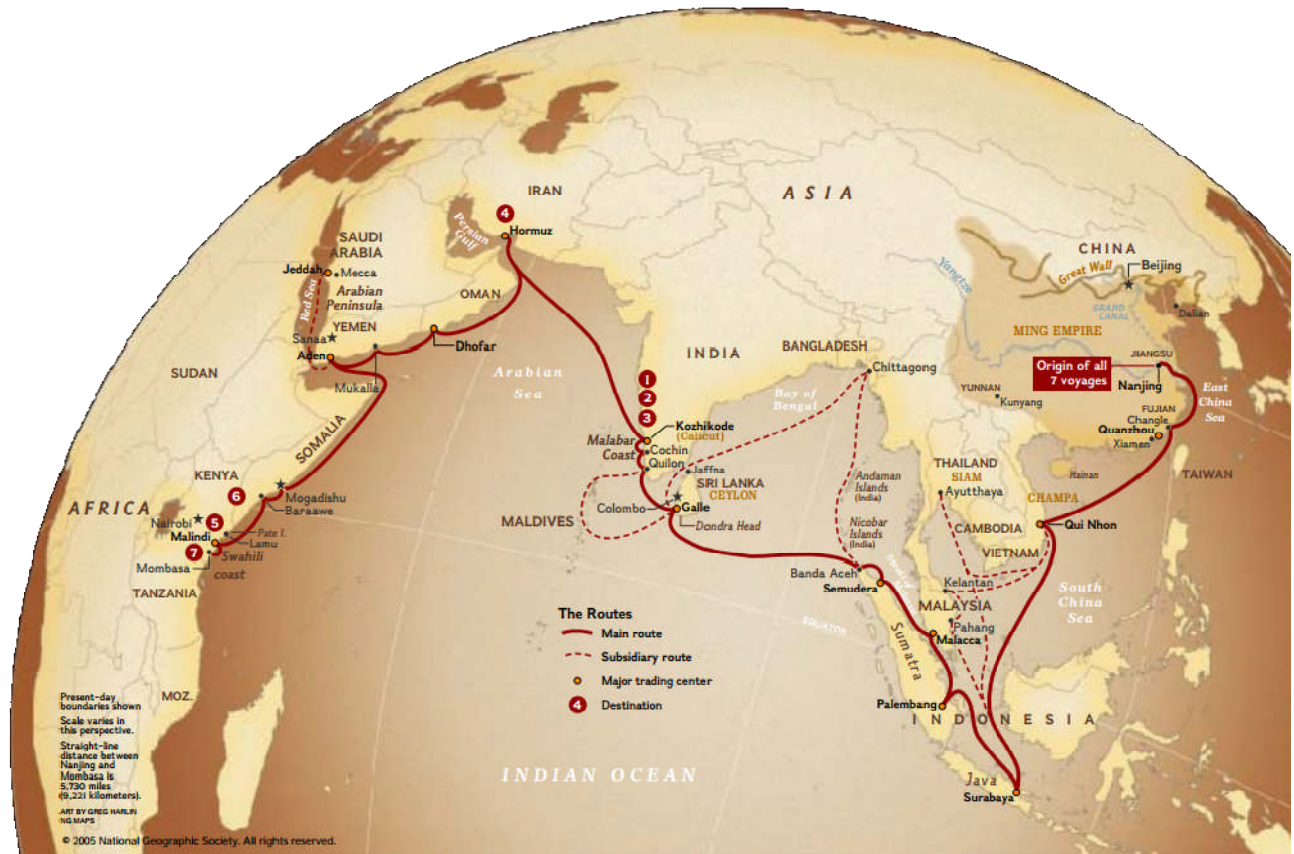 ASIA
IRAN
4
Hormuz
Persian
Gulf
SAUDI
ARABIA
Jeddah
Mecca
Red Sea
Arabian
Peninsula
OMAN
YEMEN
Sanaa
Aden
Mukalla
Dhofar
SUDAN
Arabian
Sea
SOMALIA
KENYA
AFRICA
6
Mogadishu
Baraawe
Nairobi
5
Malindi
Pate I.
Lamu
7
Mombasa
Swahili
coast
TANZANIA
MOZ.
CHINA
Great Wall
Beijing
Yangtze
GRAND
CANAL
Dalian
MING EMPIRE
JIANGSU
Origin of all
7 voyages
Nanjing
East
China
Sea
YUNNAN
Kunyang
FUJIAN
Changle
Quanzhou
Xiamen
TAIWAN
Hainan
INDIA
BANGLADESH
Chittagong
Bay of
Bengal
1
2
3
Kozhikode
(Calicut)
Malabar
Coast
Cochin
Quilon
Jaffna
SRI LANKA
CEYLON
Colombo
Galle
Dondra Head
MALDIVES
Andaman
Islands
(India)
Nicobar
Islands
(India)
THAILAND
SIAM
Ayutthaya
CHAMPA
CAMBODIA
Qui Nhon
VIETNAM
Banda Aceh
Semudera
Kelantan
MALAYSIA
Pahang
Malacca
South
China
Sea
EQUATOR
Sumatra
Palembang
INDONESIA
Java
Surabaya
INDIAN OCEAN
The Routes
Main route
Subsidiary route
Major trading center
4 Destination
Present-day
boundaries shown
Scale varies in
this perspective.
Straight-line
distance between
Nanjing and
Mombasa is
5,730 miles
(9,221 kilometers).
ART BY GREG HARLIN
NG MAPS
© 2005 National Geographic Society. All rights reserved.